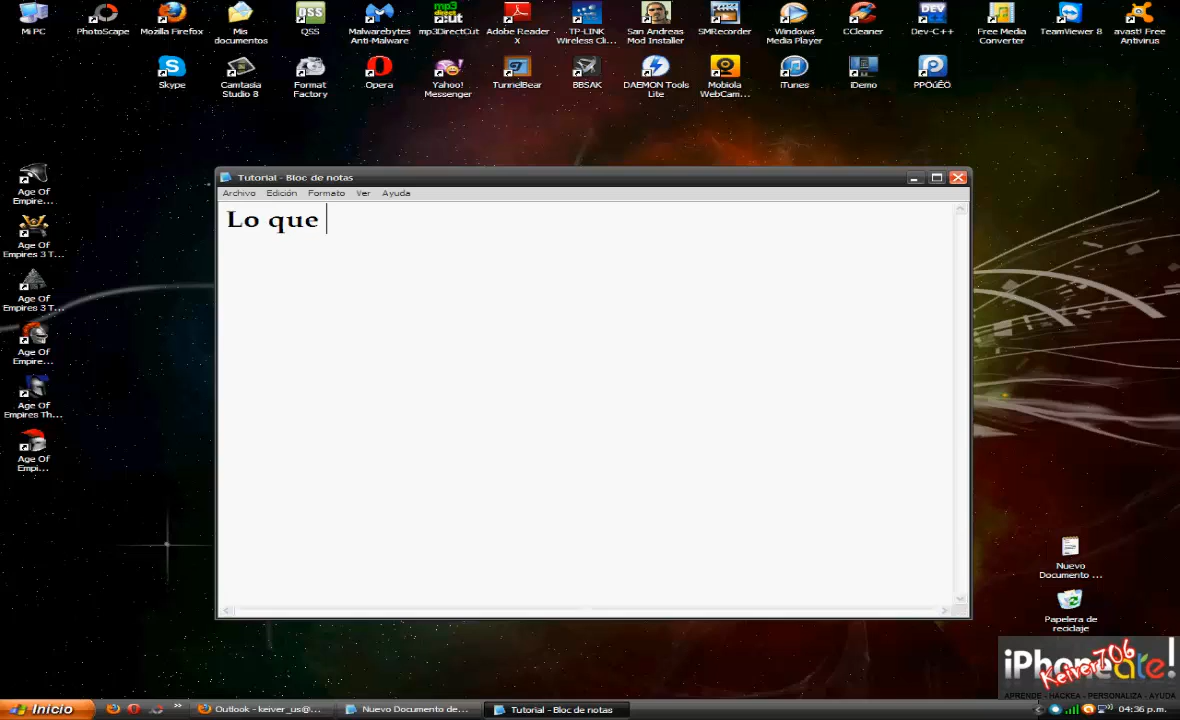 Mi PC
PhotoScape
Mozilla Firefox
Mis documentos
QSS
Malwarebytes Anti-Malware
mp3DirectCut
Adobe Reader X
TP-LINK Wireless Cli...
San Andreas Mod Installer
SMRecorder
Windows Media Player
CCleaner
Dev-C++
Free Media Converter
TeamViewer 8
avast! Free Antivirus
Skype
Camtasia Studio 8
Format Factory
Opera
Yahoo! Messenger
TunnelBear
BBSAK
DAEMON Tools Lite
Mobiola WebCam...
iTunes
iDemo
PPÒúÊÖ
Age Of Empire...
Age Of Empires 3 T...
Age Of Empires 3 T...
Age Of Empire...
Age Of Empires Th...
Age Of Empi...
Tutorial - Bloc de notas
Archivo Edición Formato Ver Ayuda
Lo que
Nuevo Documento ...
Papelera de reciclaje
Keiver706
APRENDE - HACKEA - PERSONALIZA - AYUDA
Inicio
Outlook - keiver_us@...
Nuevo Documento de...
Tutorial - Bloc de notas
04:36 p.m.